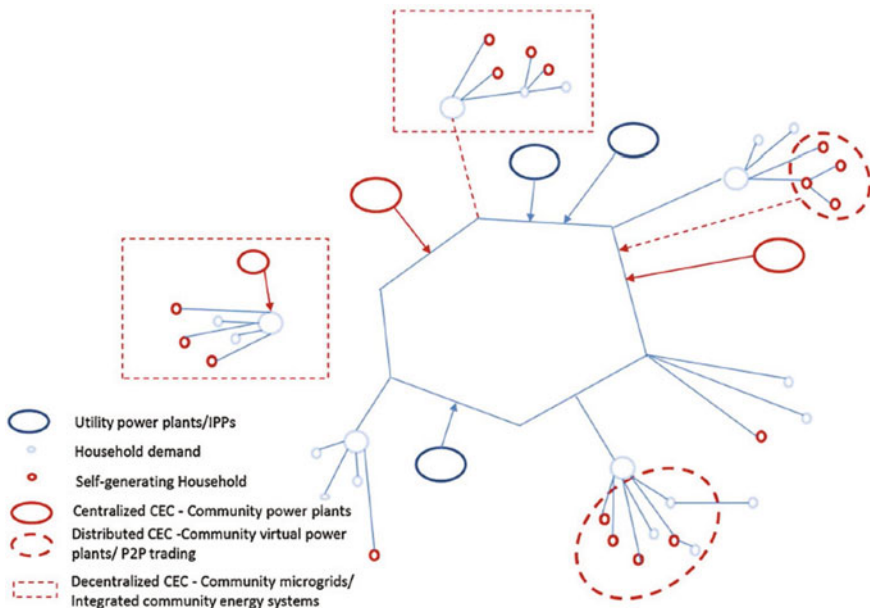 Utility power plants/IPPs
Household demand
Self-generating Household
Centralized CEC - Community power plants
Distributed CEC -Community virtual power
plants/ P2P trading
Decentralized CEC - Community microgrids/
Integrated community energy systems